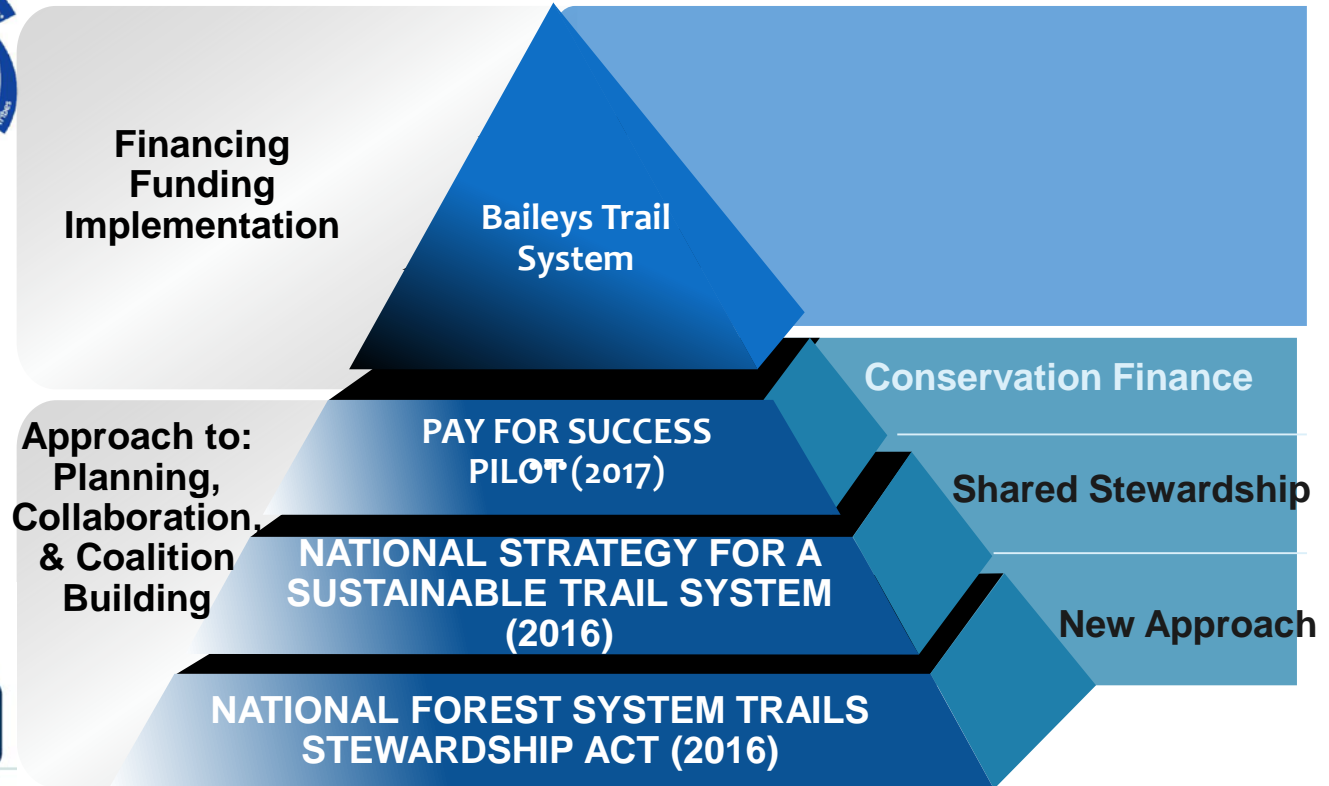 Financing
Funding
Implementation
Baileys Trail
System
Conservation Finance
Approach to:
Planning,
Collaboration,
& Coalition
Building
PAY FOR SUCCESS
PILOT (2017)
Shared Stewardship
NATIONAL STRATEGY FOR A
SUSTAINABLE TRAIL SYSTEM
(2016)
New Approach
NATIONAL FOREST SYSTEM TRAILS
STEWARDSHIP ACT (2016)